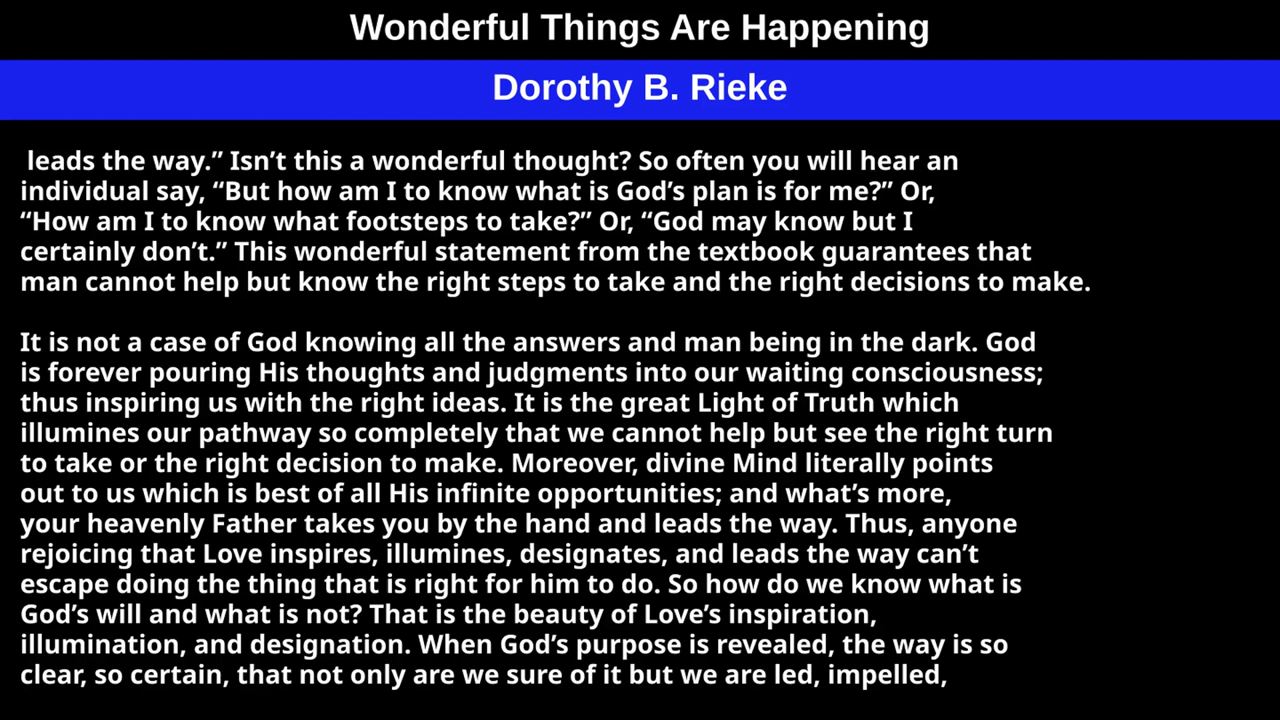 Wonderful Things Are Happening
Dorothy B. Rieke
leads the way.” Isn’t this a wonderful thought? So often you will hear an
individual say, “But how am I to know what is God’s plan is for me?” Or,
“How am I to know what footsteps to take?” Or, “God may know but I
certainly don’t.” This wonderful statement from the textbook guarantees that
man cannot help but know the right steps to take and the right decisions to make.
It is not a case of God knowing all the answers and man being in the dark. God
is forever pouring His thoughts and judgments into our waiting consciousness;
thus inspiring us with the right ideas. It is the great Light of Truth which
illumines our pathway so completely that we cannot help but see the right turn
to take or the right decision to make. Moreover, divine Mind literally points
out to us which is best of all His infinite opportunities; and what’s more,
your heavenly Father takes you by the hand and leads the way. Thus, anyone
rejoicing that Love inspires, illumines, designates, and leads the way can’t
escape doing the thing that is right for him to do. So how do we know what is
God’s will and what is not? That is the beauty of Love’s inspiration,
illumination, and designation. When God’s purpose is revealed, the way is so
clear, so certain, that not only are we sure of it but we are led, impelled,